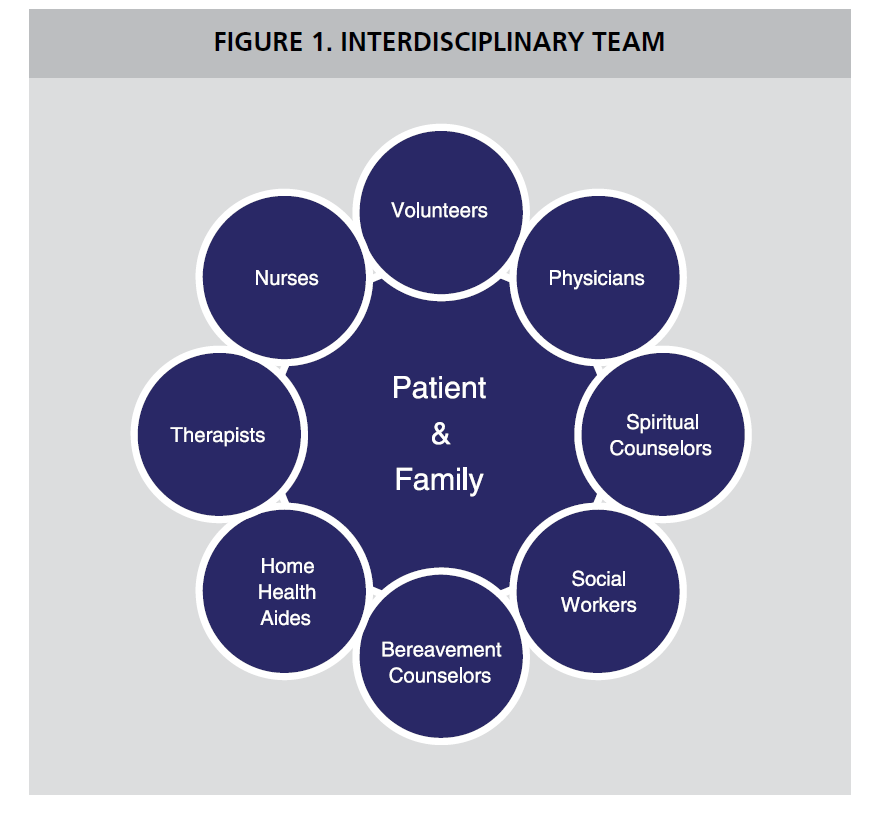 FIGURE 1. INTERDISCIPLINARY TEAM
Volunteers
Nurses
Physicians
Patient
&
Family
Therapists
Spiritual
Counselors
Home
Health
Aides
Social
Workers
Bereavement
Counselors